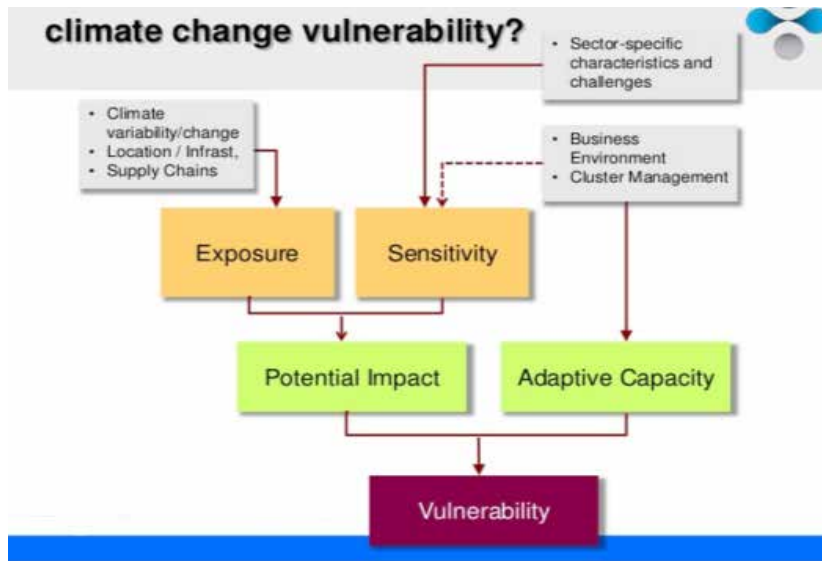 climate change vulnerability?
• Sector-specific
characteristics and
challenges
• Climate
variability/change
• Location / Infrast,
• Supply Chains
• Business
Environment
• Cluster Management
Exposure
Sensitivity
Potential Impact
Adaptive Capacity
Vulnerability